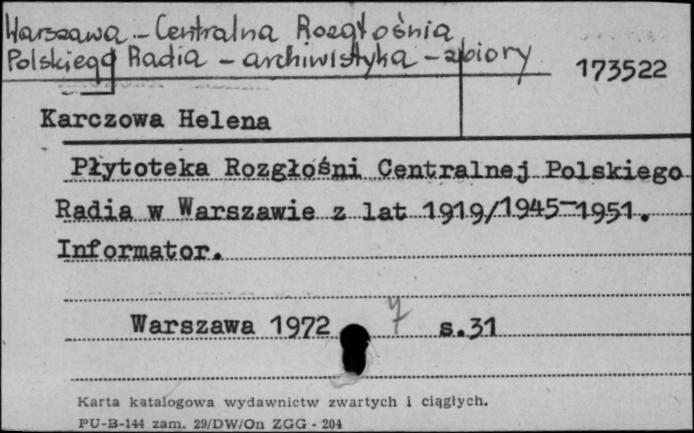 Warszawa - Centralna Rozgłośnia
Polskiego Radia - archiwistyka - zbiory
173522
Karczowa Helena
Płytoteka Rozgłośni Centralnej Polskiego
Radia w Warszawie z lat 1919/1945-1951.
Informator.
Warszawa 1972 y s.31
Karta katalogowa wydawnictw zwartych i ciągłych.
PU-B-144 zam. 29/DW/On ZGG - 204